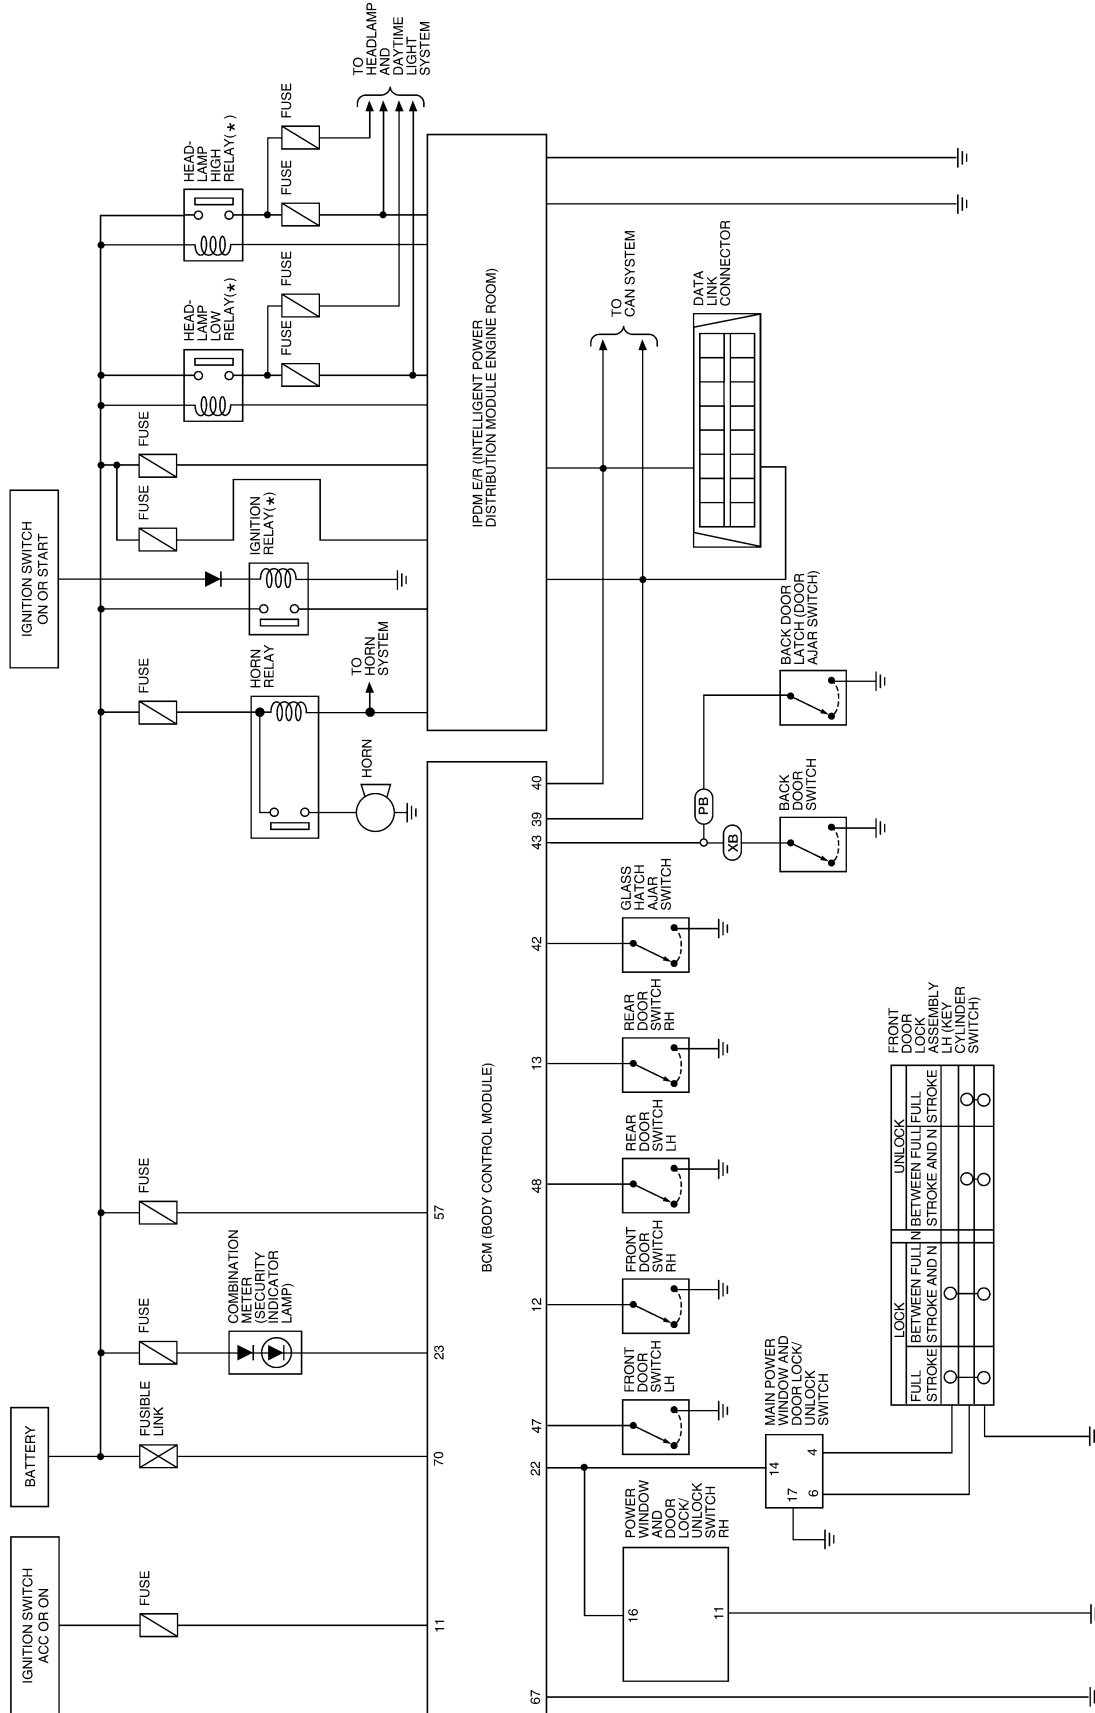 IGNITION SWITCH
ACC OR ON
BATTERY
IGNITION SWITCH
ON OR START
FUSE
FUSIBLE
LINK
FUSE
FUSE
FUSE
FUSE
FUSE
COMBINATION
METER
(SECURITY
INDICATOR
LAMP)
HORN
RELAY
IGNITION
RELAY(*)
HEAD-
LAMP
LOW
RELAY(*)
HEAD-
LAMP
HIGH
RELAY(*)
FUSE
FUSE
FUSE
FUSE
HORN
TO
HORN
SYSTEM
TO
HEADLAMP
AND
DAYTIME
LIGHT
SYSTEM
11
70
23
57
BCM (BODY CONTROL MODULE)
IPDM E/R (INTELLIGENT POWER
DISTRIBUTION MODULE ENGINE ROOM)
67
22
47
12
48
13
42
43
39
40
POWER
WINDOW
AND
DOOR
LOCK/
UNLOCK
SWITCH
RH
16
11
FRONT
DOOR
SWITCH
LH
FRONT
DOOR
SWITCH
RH
REAR
DOOR
SWITCH
LH
REAR
DOOR
SWITCH
RH
GLASS
HATCH
AJAR
SWITCH
PB
XB
TO
CAN SYSTEM
DATA
LINK
CONNECTOR
MAIN POWER
WINDOW AND
DOOR LOCK/
UNLOCK
SWITCH
14
17
4
6
BACK
DOOR
SWITCH
BACK DOOR
LATCH (DOOR
AJAR SWITCH)
FRONT
DOOR
LOCK
ASSEMBLY
LH (KEY
CYLINDER
SWITCH)
LOCK
UNLOCK
FULL
STROKE
BETWEEN FULL
STROKE AND N
N
BETWEEN FULL
STROKE AND N
FULL
STROKE